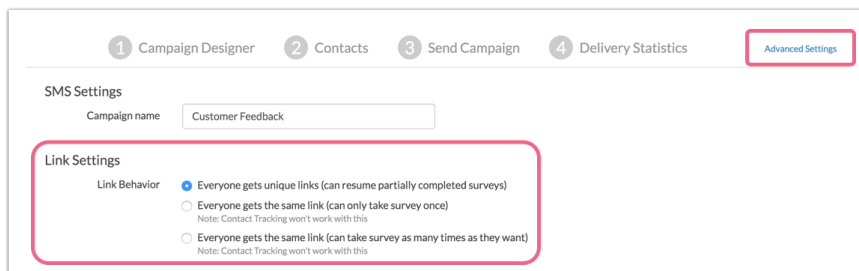 1 Campaign Designer 2 Contacts 3 Send Campaign 4 Delivery Statistics Advanced Settings
SMS Settings
Campaign name Customer Feedback
Link Settings
Link Behavior Everyone gets unique links (can resume partially completed surveys)
Everyone gets the same link (can only take survey once)
Note: Contact Tracking won't work with this
Everyone gets the same link (can take survey as many times as they want)
Note: Contact Tracking won't work with this